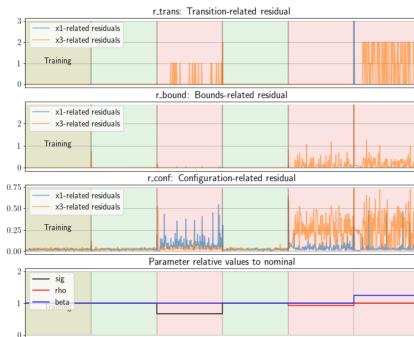 r_trans: Transition-related residual
3
x1-related residuals
x3-related residuals
2
Training
1
0
r_bound: Bounds-related residual
x1-related residuals
2
x3-related residuals
1
Training
0
r_conf: Configuration-related residual
0.75
x1-related residuals
x3-related residuals
0.50
0.25
Training
0.00
Parameter relative values to nominal
2
sig
rho
1
beta
Training
0